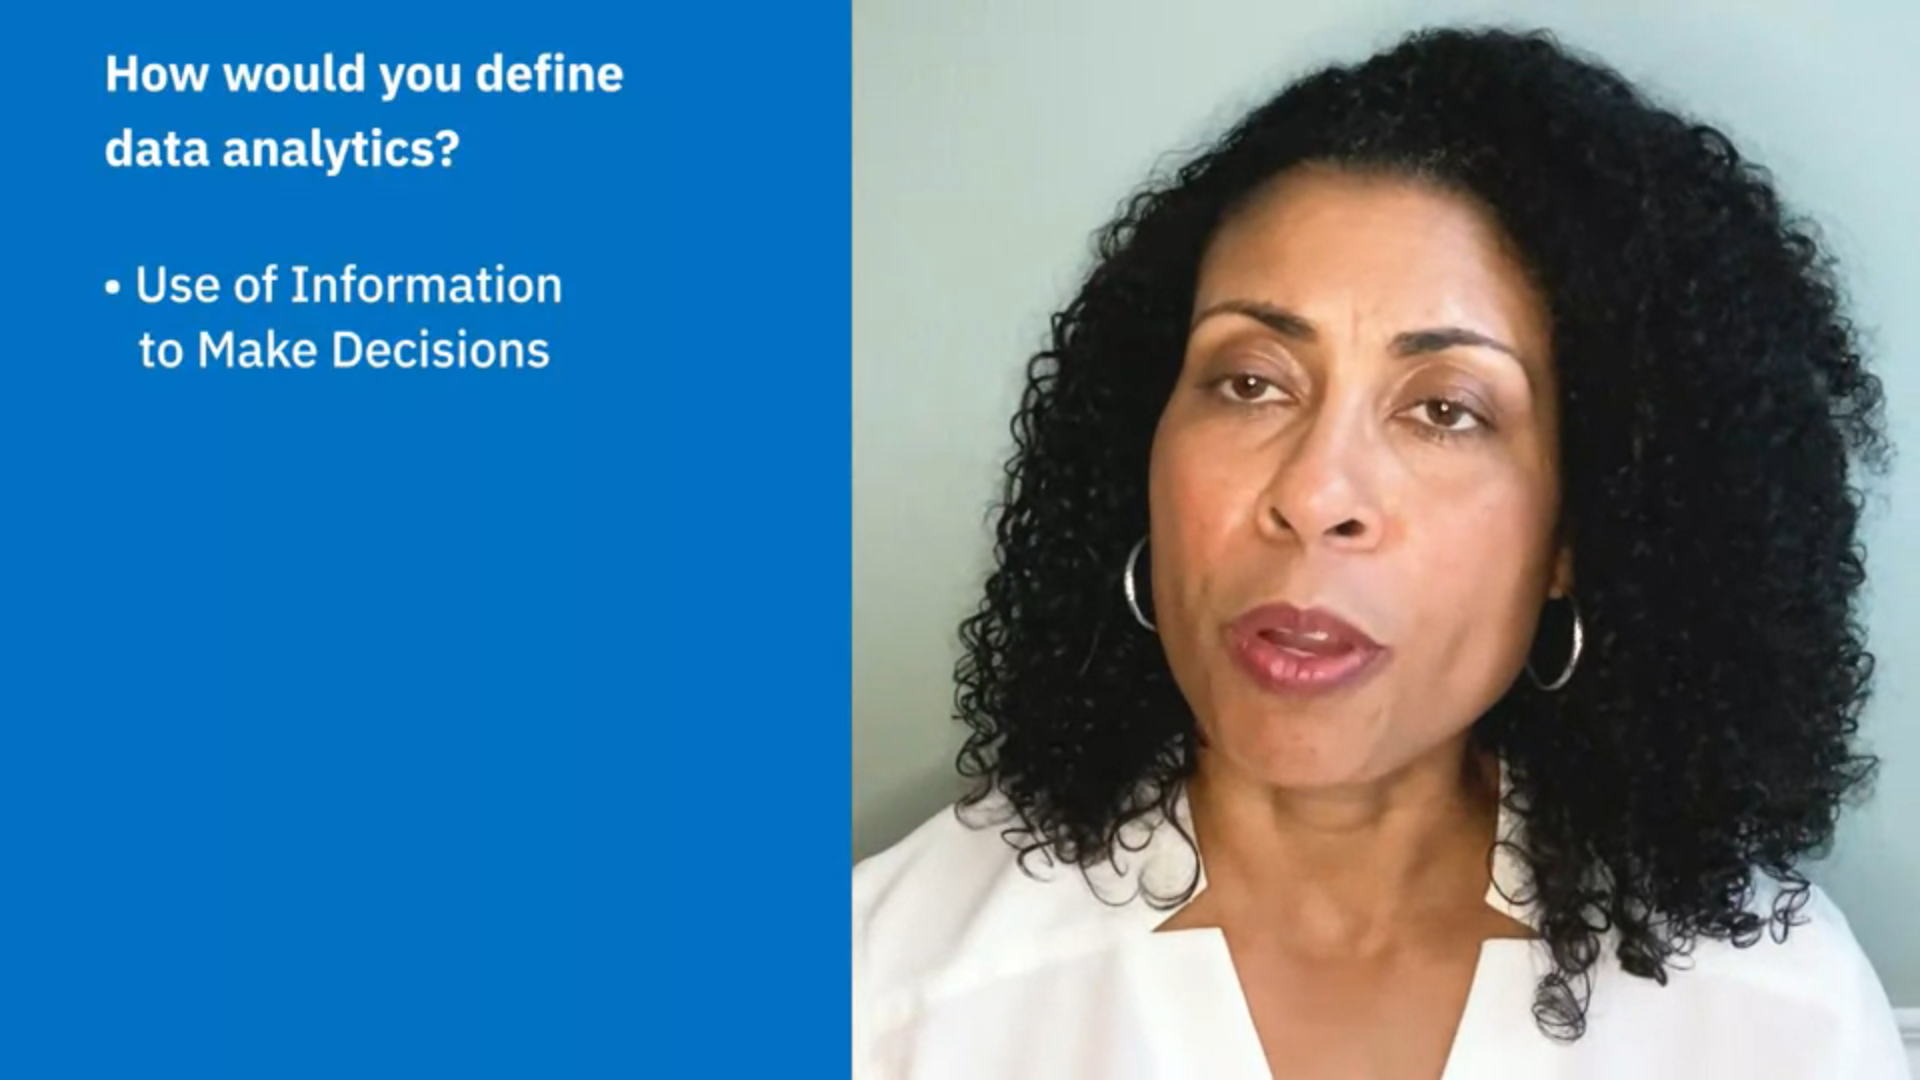 How would you define
data analytics?
• Use of Information
to Make Decisions